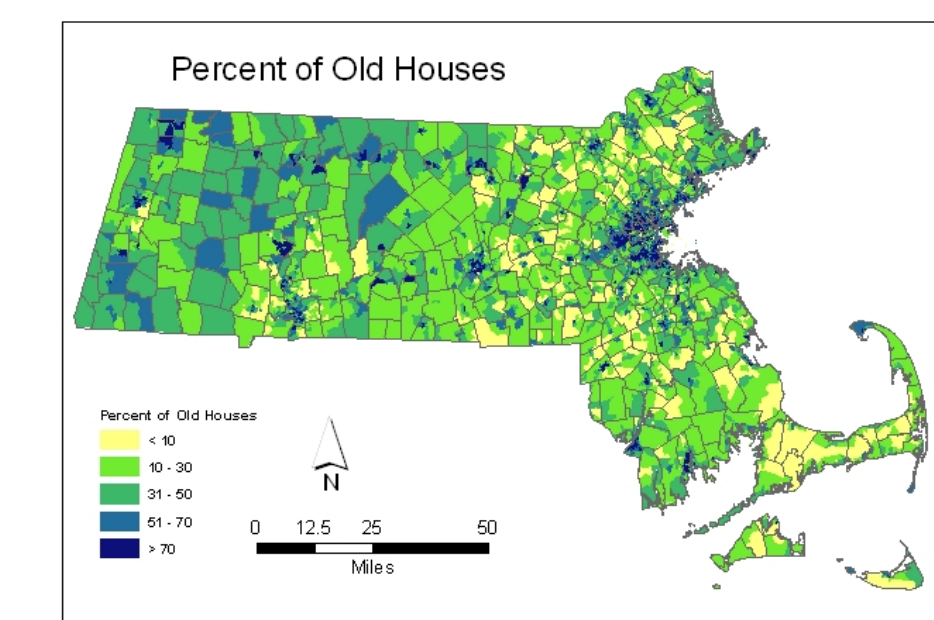 Percent of Old Houses
Percent of Old Houses
< 10
10 - 30
31 - 50
51 - 70
> 70
N
0 12.5 25 50
Miles